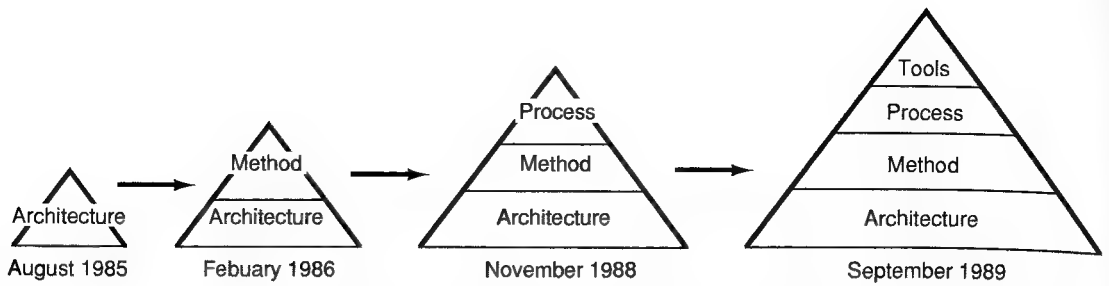 Architecture
August 1985
Method
Architecture
Febuary 1986
Process
Method
Architecture
November 1988
Tools
Process
Method
Architecture
September 1989